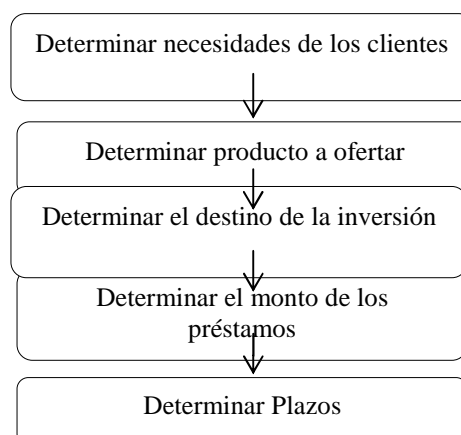 Determinar necesidades de los clientes
Determinar producto a ofertar
Determinar el destino de la inversión
Determinar el monto de los
préstamos
Determinar Plazos